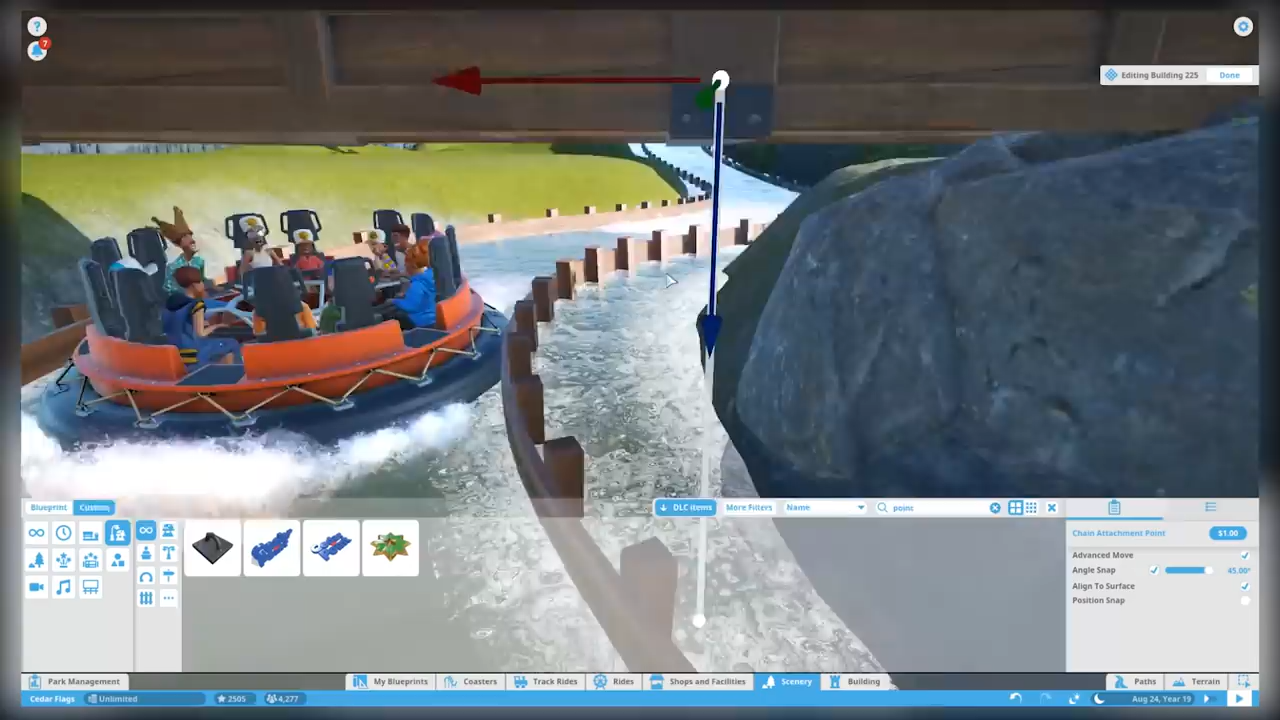 ?
7
Editing Building 225
Done
Blueprint
Custom
DLC items
More Filters
Name
point
Chain Attachment Point
$1.00
Advanced Move
Angle Snap
45.00°
Align To Surface
Position Snap
Park Management
My Blueprints
Coasters
Track Rides
Rides
Shops and Facilities
Scenery
Building
Paths
Terrain
Cedar Flags
Unlimited
2505
4,277
Aug 24, Year 19